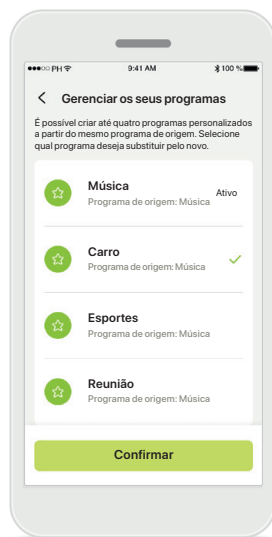 PH 9:41 AM 100 %
Gerenciar os seus programas
É possível criar até quatro programas personalizados
a partir do mesmo programa de origem. Selecione
qual programa deseja substituir pelo novo.
Música
Ativo
Programa de origem: Música
Carro
Programa de origem: Música
Esportes
Programa de origem: Música
Reunião
Programa de origem: Música
Confirmar